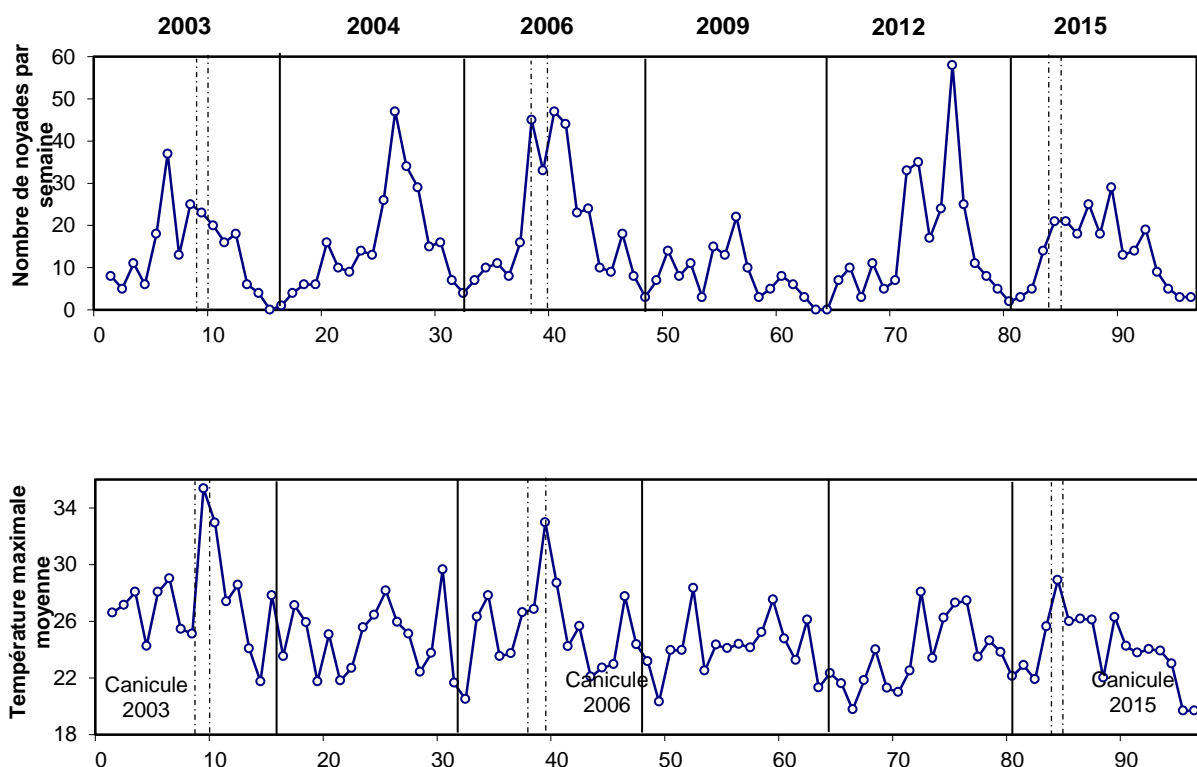 2003 2004 2006 2009 2012 2015
Nombre de noyades par
semaine
60
50
40
30
20
10
0
0 10 20 30 40 50 60 70 80 90
Température maximale
moyenne
34
30
26
22
18
Canicule
2003
Canicule
2006
Canicule
2015
0 10 20 30 40 50 60 70 80 90